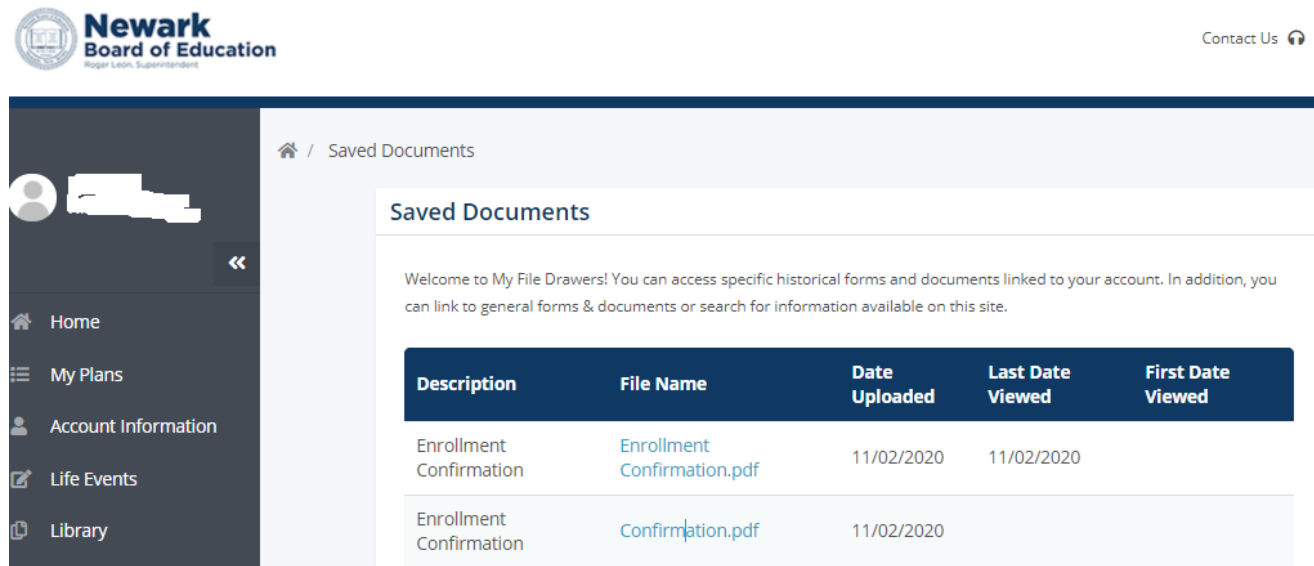 Newark
Board of Education
Roger León, Superintendent
Contact Us
/ Saved Documents
Saved Documents
Welcome to My File Drawers! You can access specific historical forms and documents linked to your account. In addition, you
can link to general forms & documents or search for information available on this site.
Home
My Plans
Account Information
Life Events
Library
Description File Name Date Uploaded Last Date Viewed First Date Viewed
Enrollment Confirmation Enrollment Confirmation.pdf 11/02/2020 11/02/2020
Enrollment Confirmation Confirmation.pdf 11/02/2020